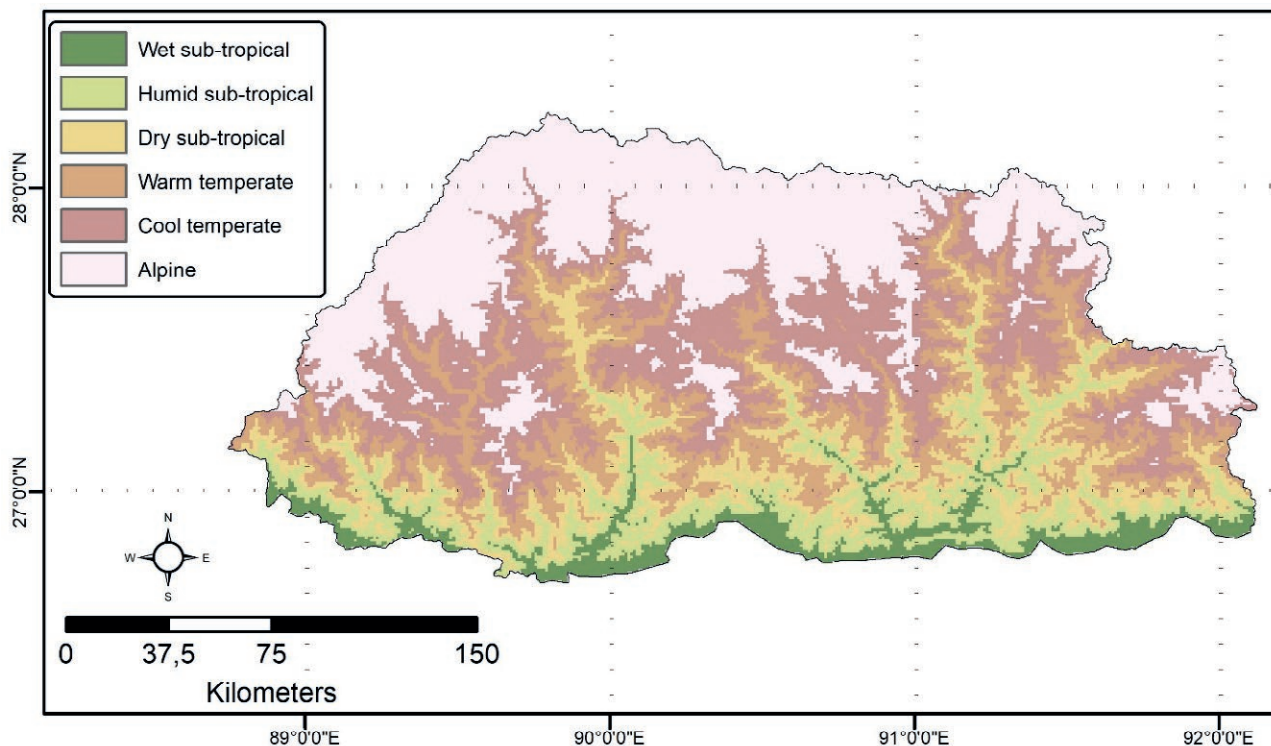 Wet sub-tropical
Humid sub-tropical
Dry sub-tropical
Warm temperate
Cool temperate
Alpine
28°0'0"N
27°0'0"N
N
W E
S
0 37,5 75 150
Kilometers
89°0'0"E 90°0'0"E 91°0'0"E 92°0'0"E